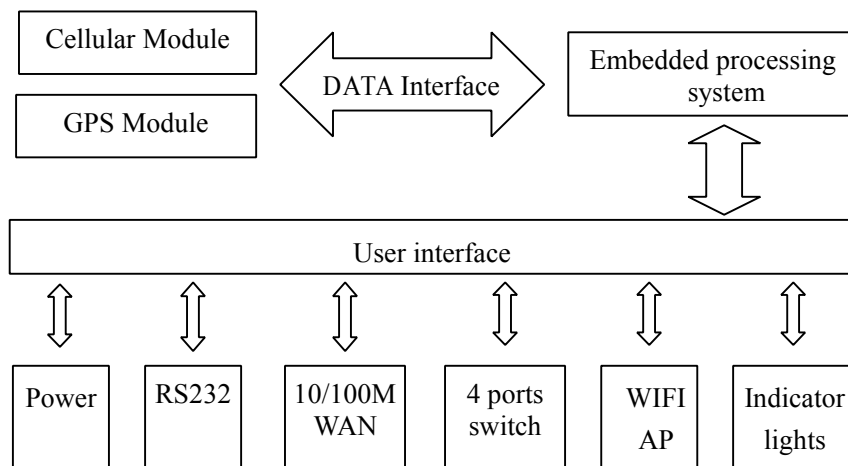 Cellular Module
GPS Module
DATA Interface
Embedded processing
system
User interface
Power
RS232
10/100M
WAN
4 ports
switch
WIFI
AP
Indicator
lights